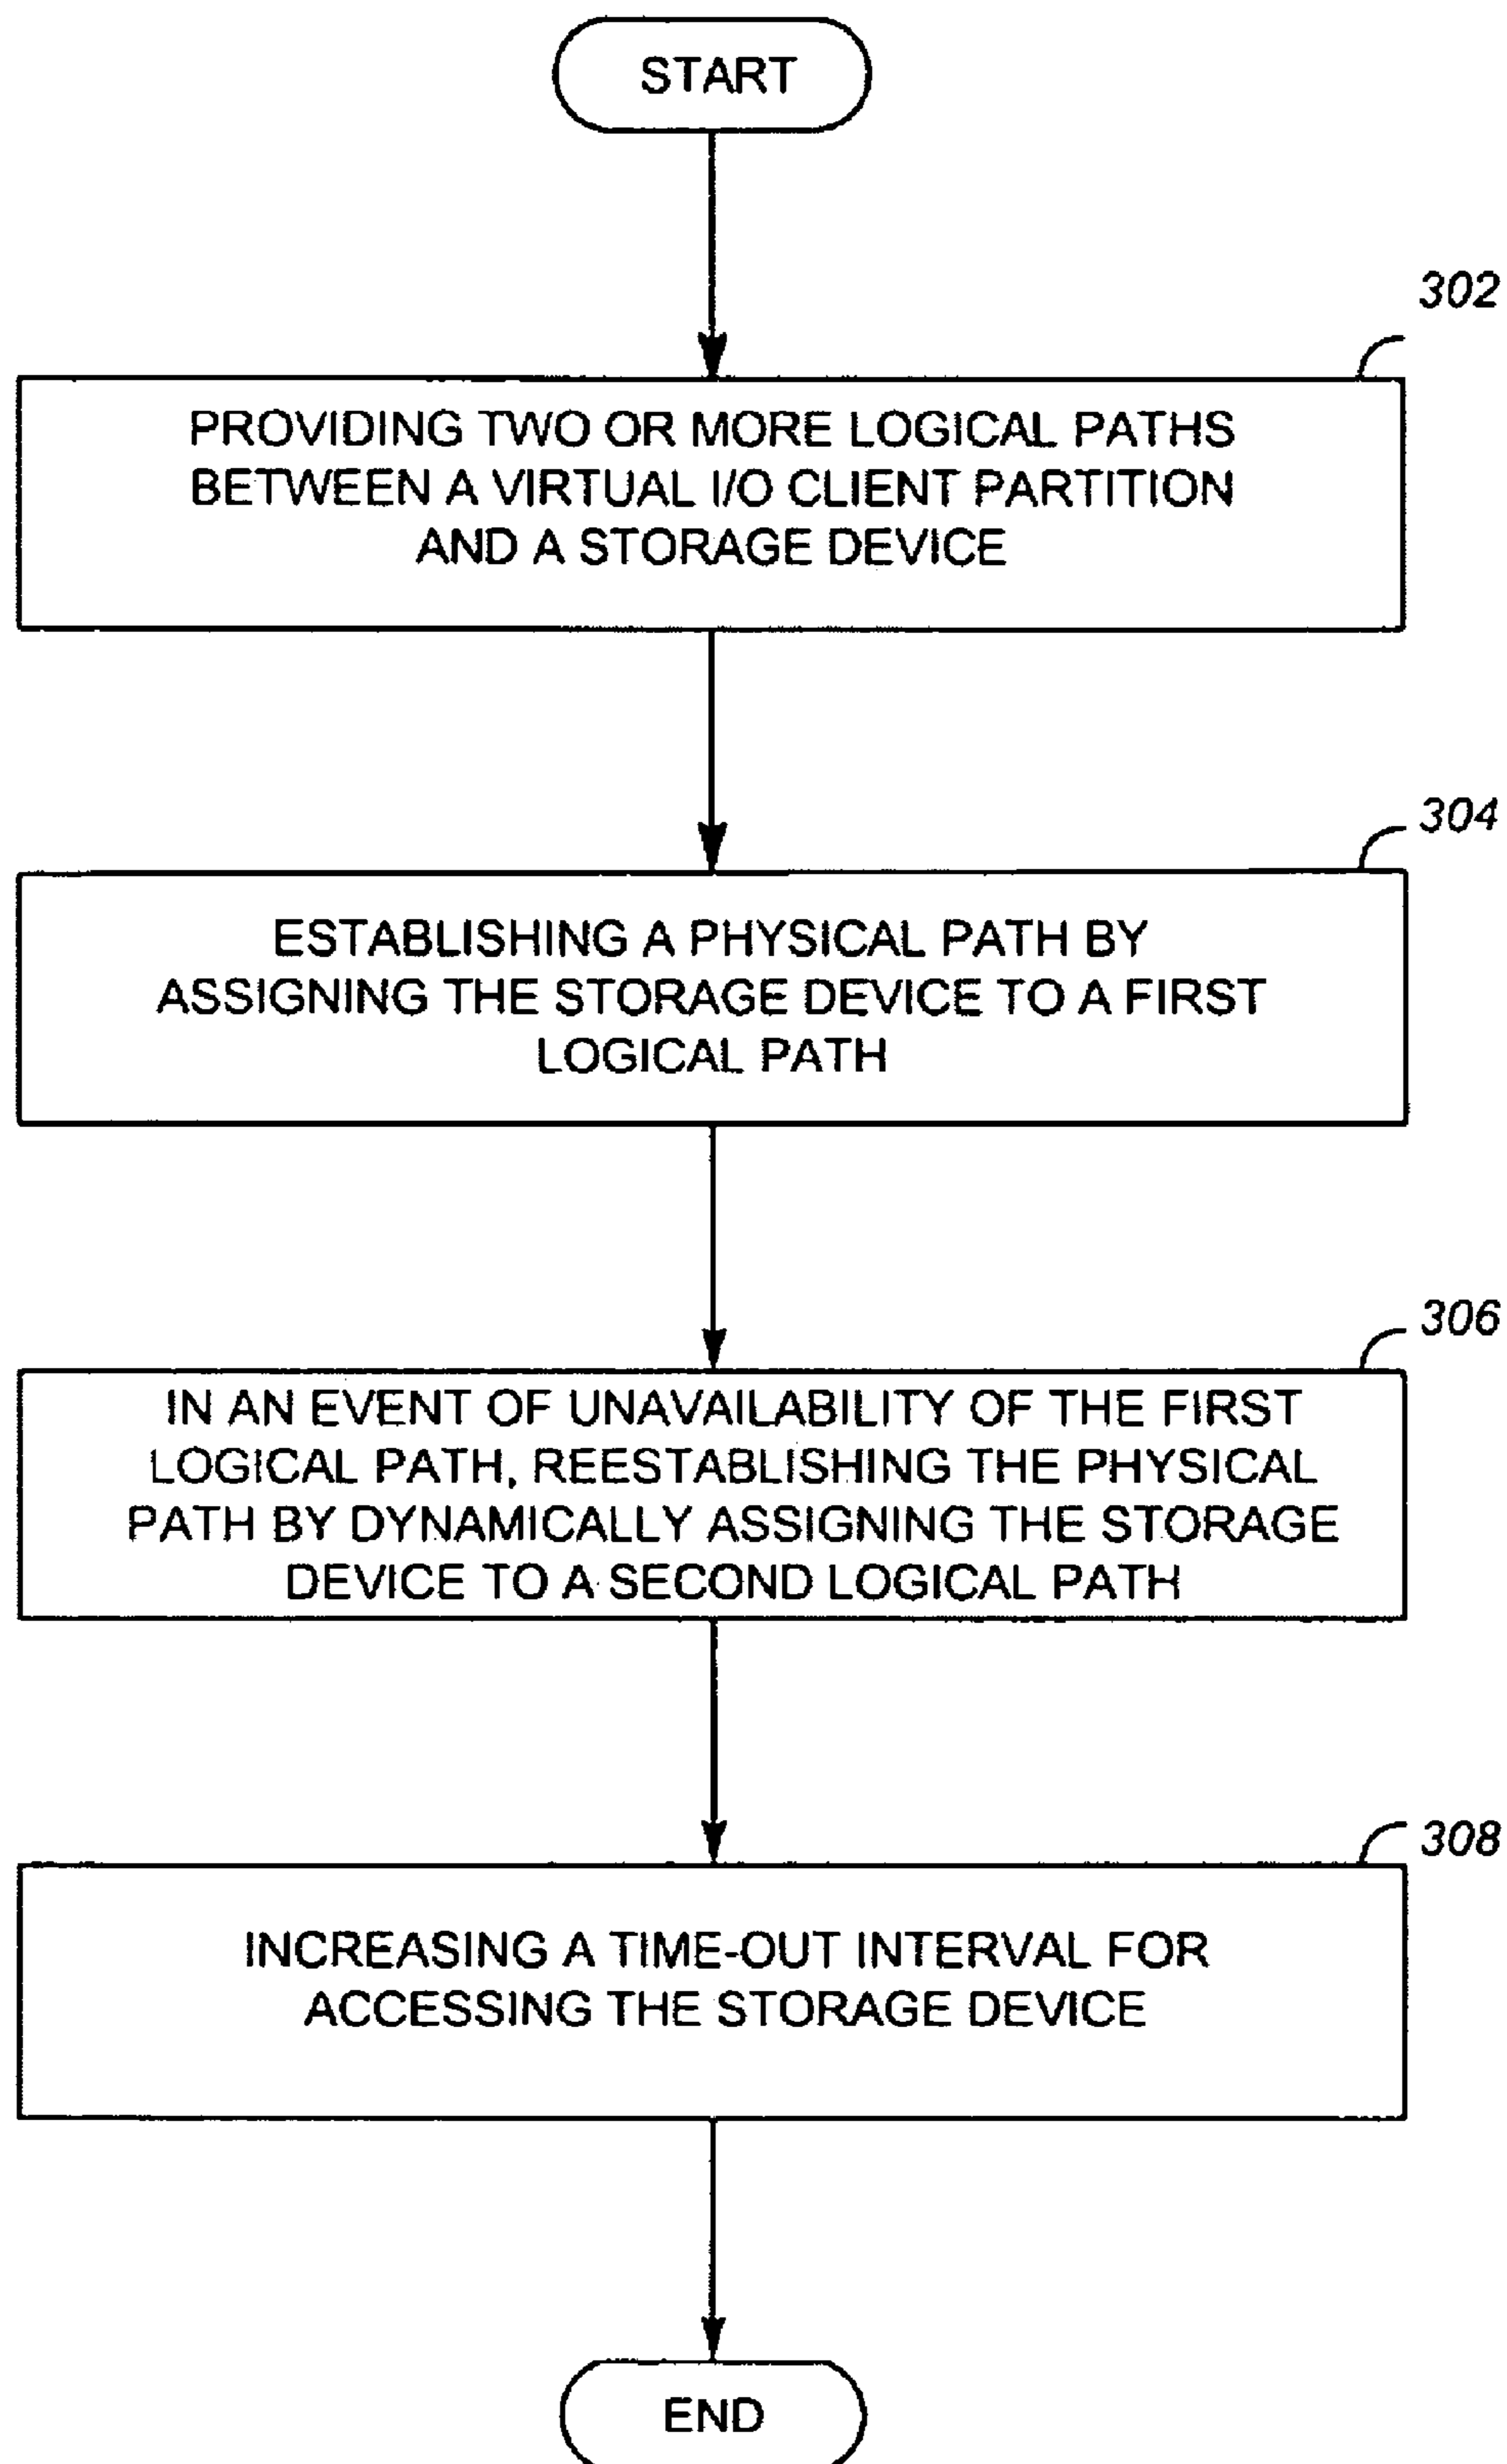 START
302
PROVIDING TWO OR MORE LOGICAL PATHS
BETWEEN A VIRTUAL I/O CLIENT PARTITION
AND A STORAGE DEVICE
304
ESTABLISHING A PHYSICAL PATH BY
ASSIGNING THE STORAGE DEVICE TO A FIRST
LOGICAL PATH
306
IN AN EVENT OF UNAVAILABILITY OF THE FIRST
LOGICAL PATH, REESTABLISHING THE PHYSICAL
PATH BY DYNAMICALLY ASSIGNING THE STORAGE
DEVICE TO A SECOND LOGICAL PATH
308
INCREASING A TIME-OUT INTERVAL FOR
ACCESSING THE STORAGE DEVICE
END